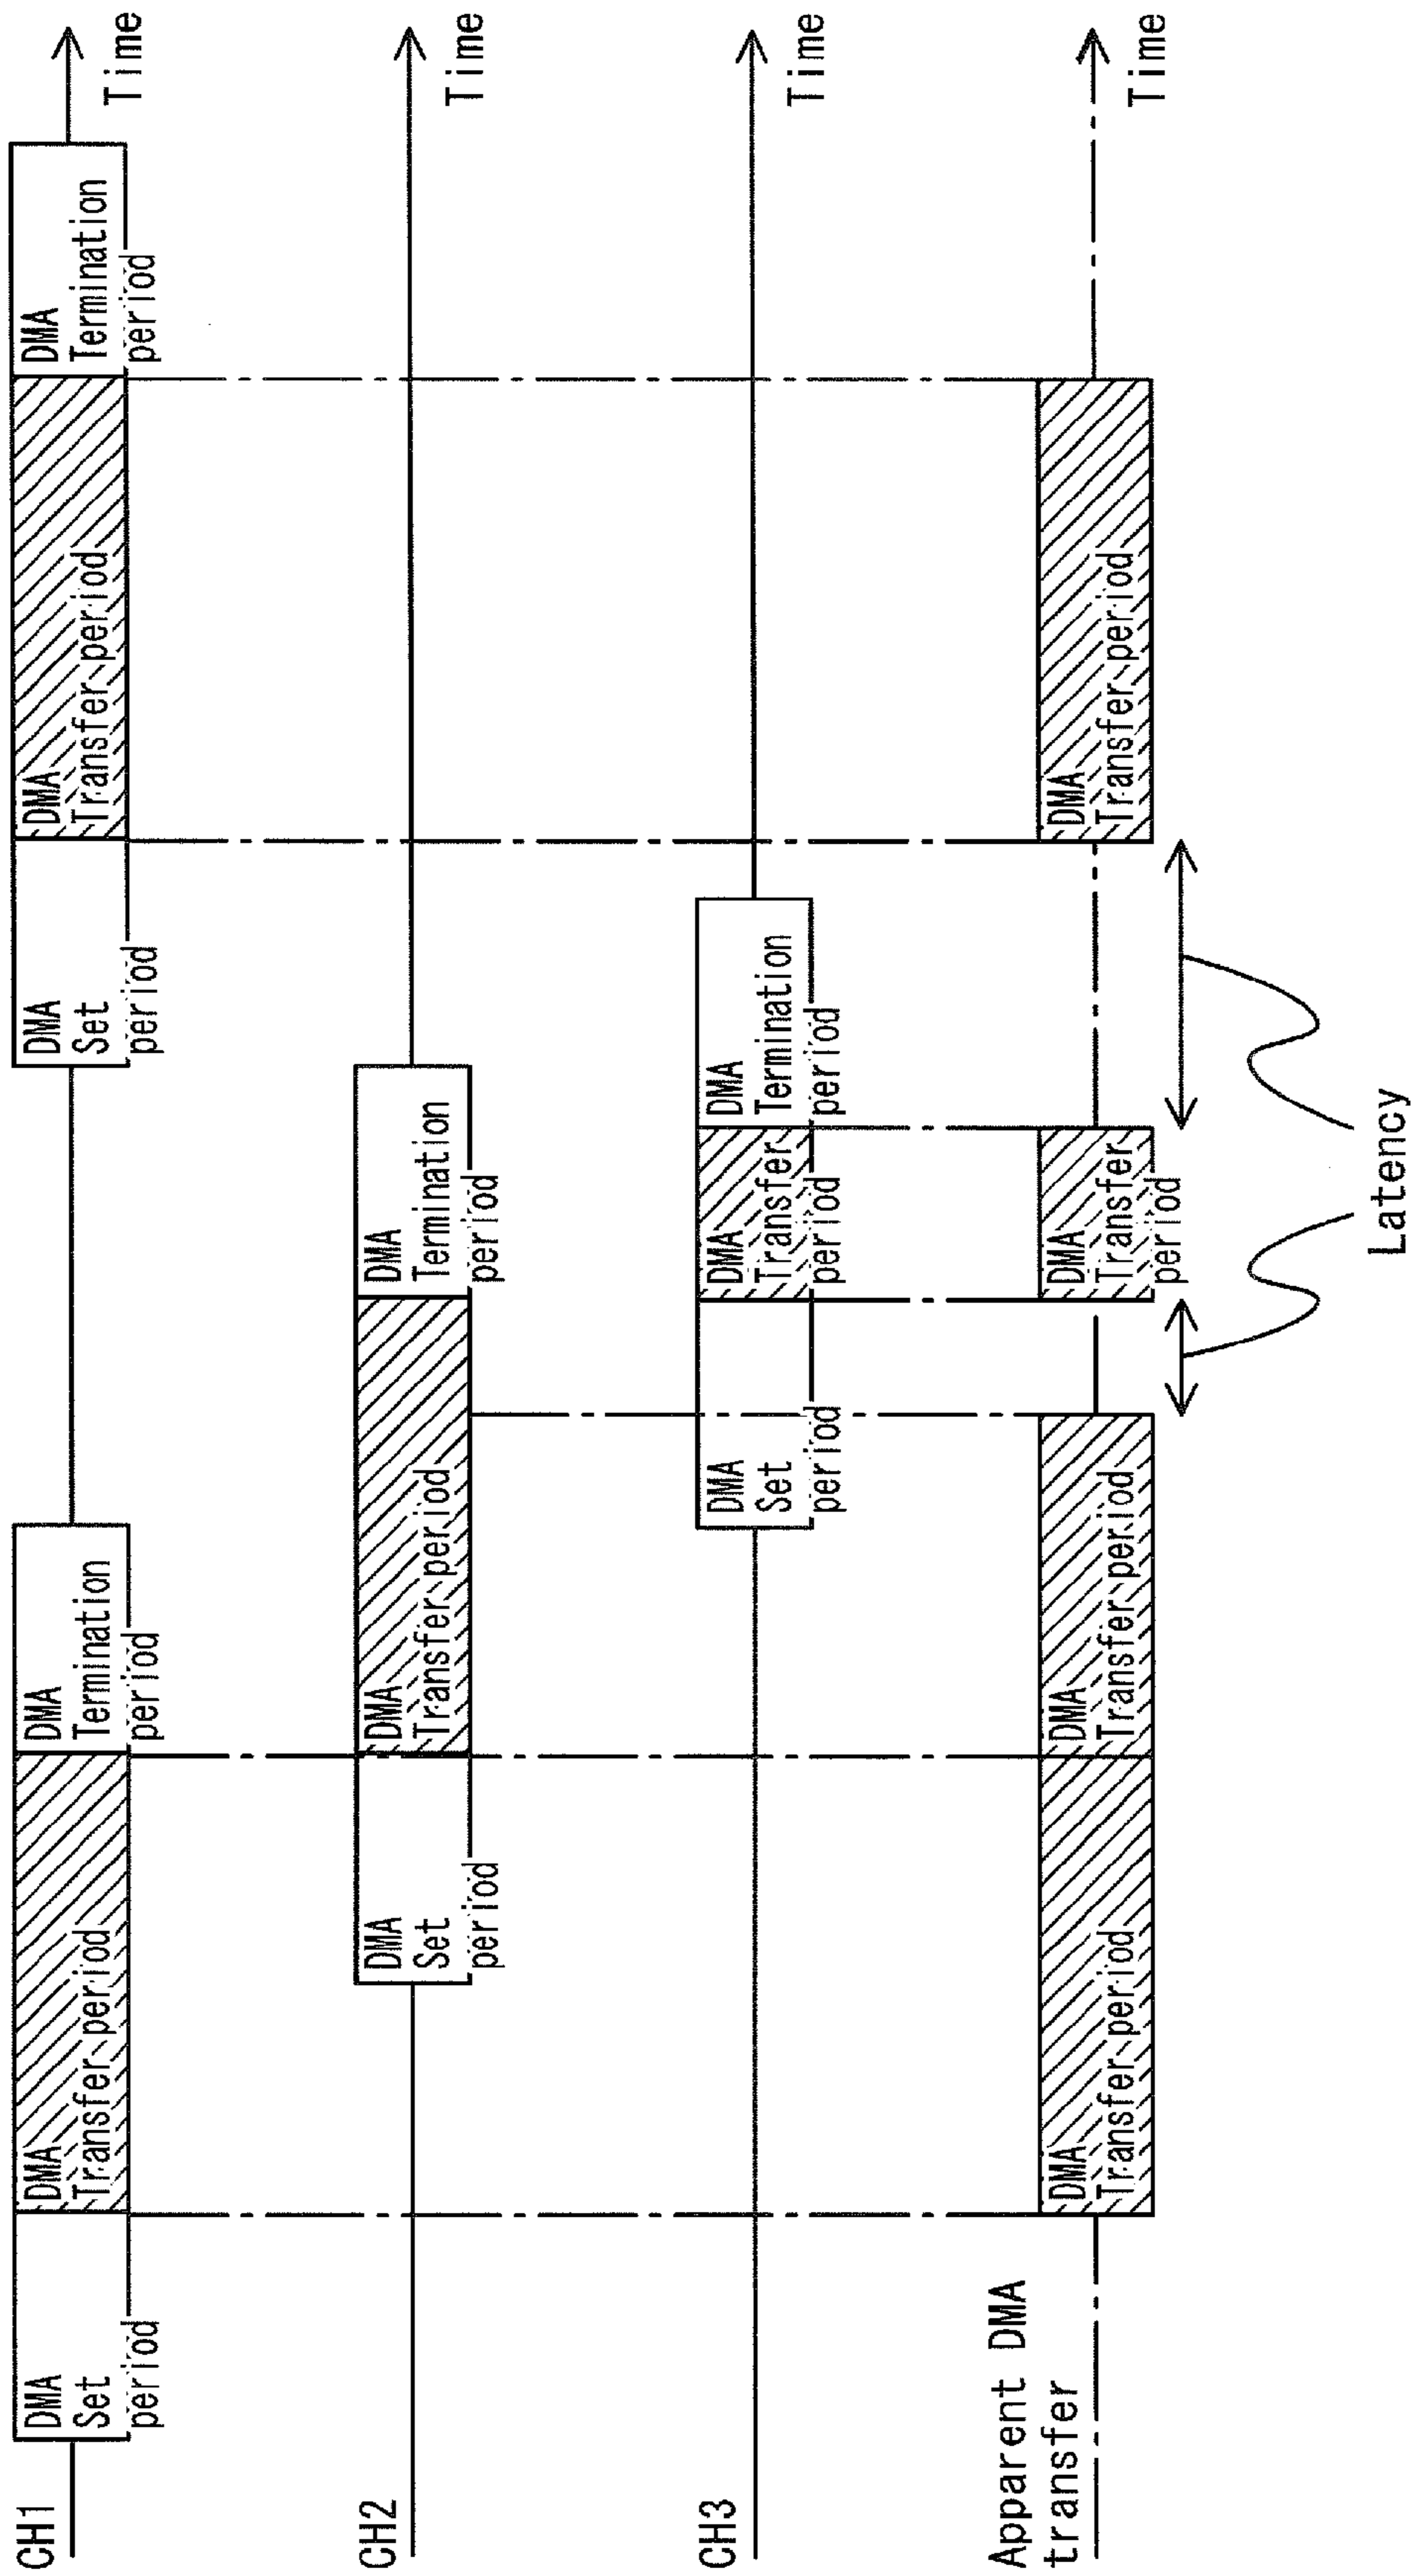 CH1
DMA
Set
period
DMA
Transfer period
DMA
Termination
period
DMA
Set
period
DMA
Transfer period
DMA
Termination
period
Time
CH2
DMA
Set
period
DMA
Transfer period
DMA
Termination
period
Time
CH3
DMA
Set
period
DMA
Transfer
period
DMA
Termination
period
Time
Apparent DMA
transfer
DMA
Transfer period
DMA
Transfer period
DMA
Transfer
period
DMA
Transfer period
Time
Latency